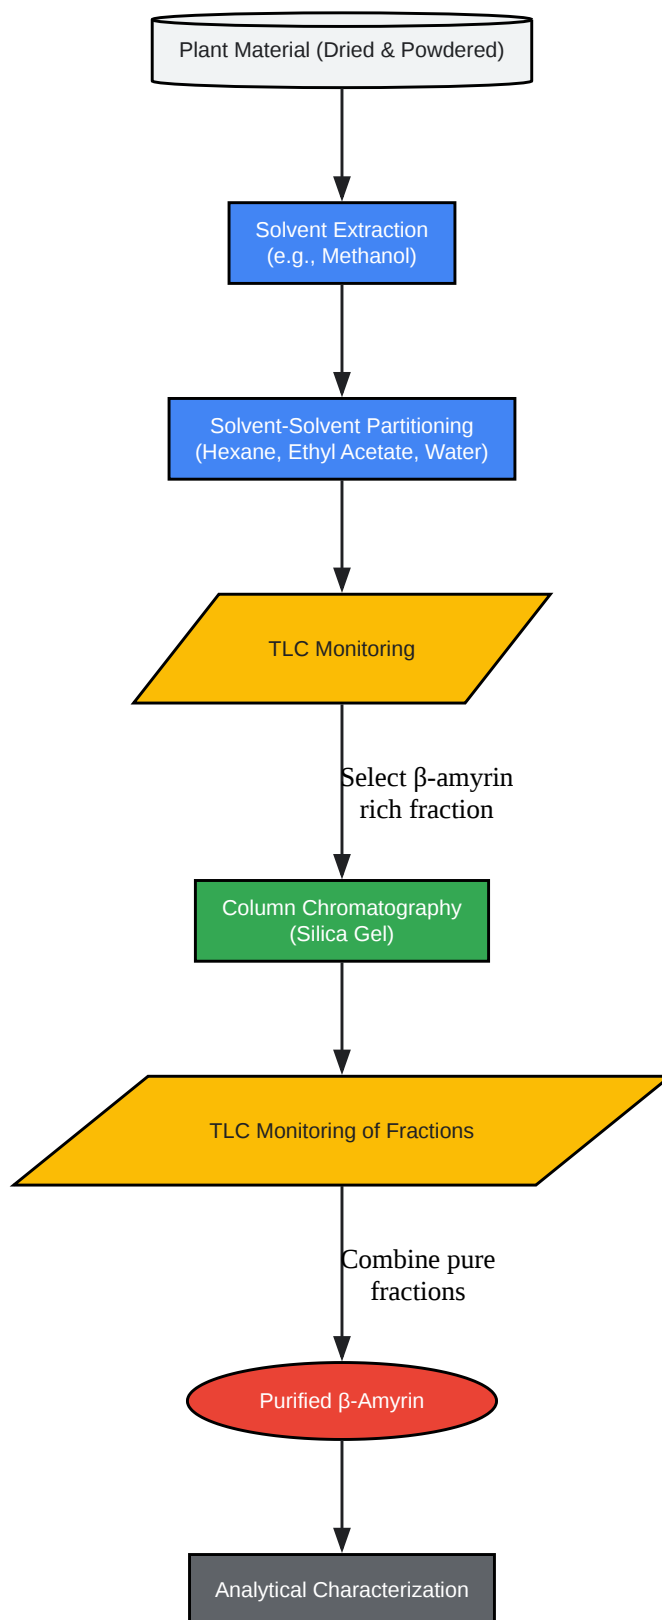 Plant Material (Dried & Powdered)
Solvent Extraction
(e.g., Methanol)
Solvent-Solvent Partitioning
(Hexane, Ethyl Acetate, Water)
TLC Monitoring
Select β-amyrin
rich fraction
Column Chromatography
(Silica Gel)
TLC Monitoring of Fractions
Combine pure
fractions
Purified β-Amyrin
Analytical Characterization